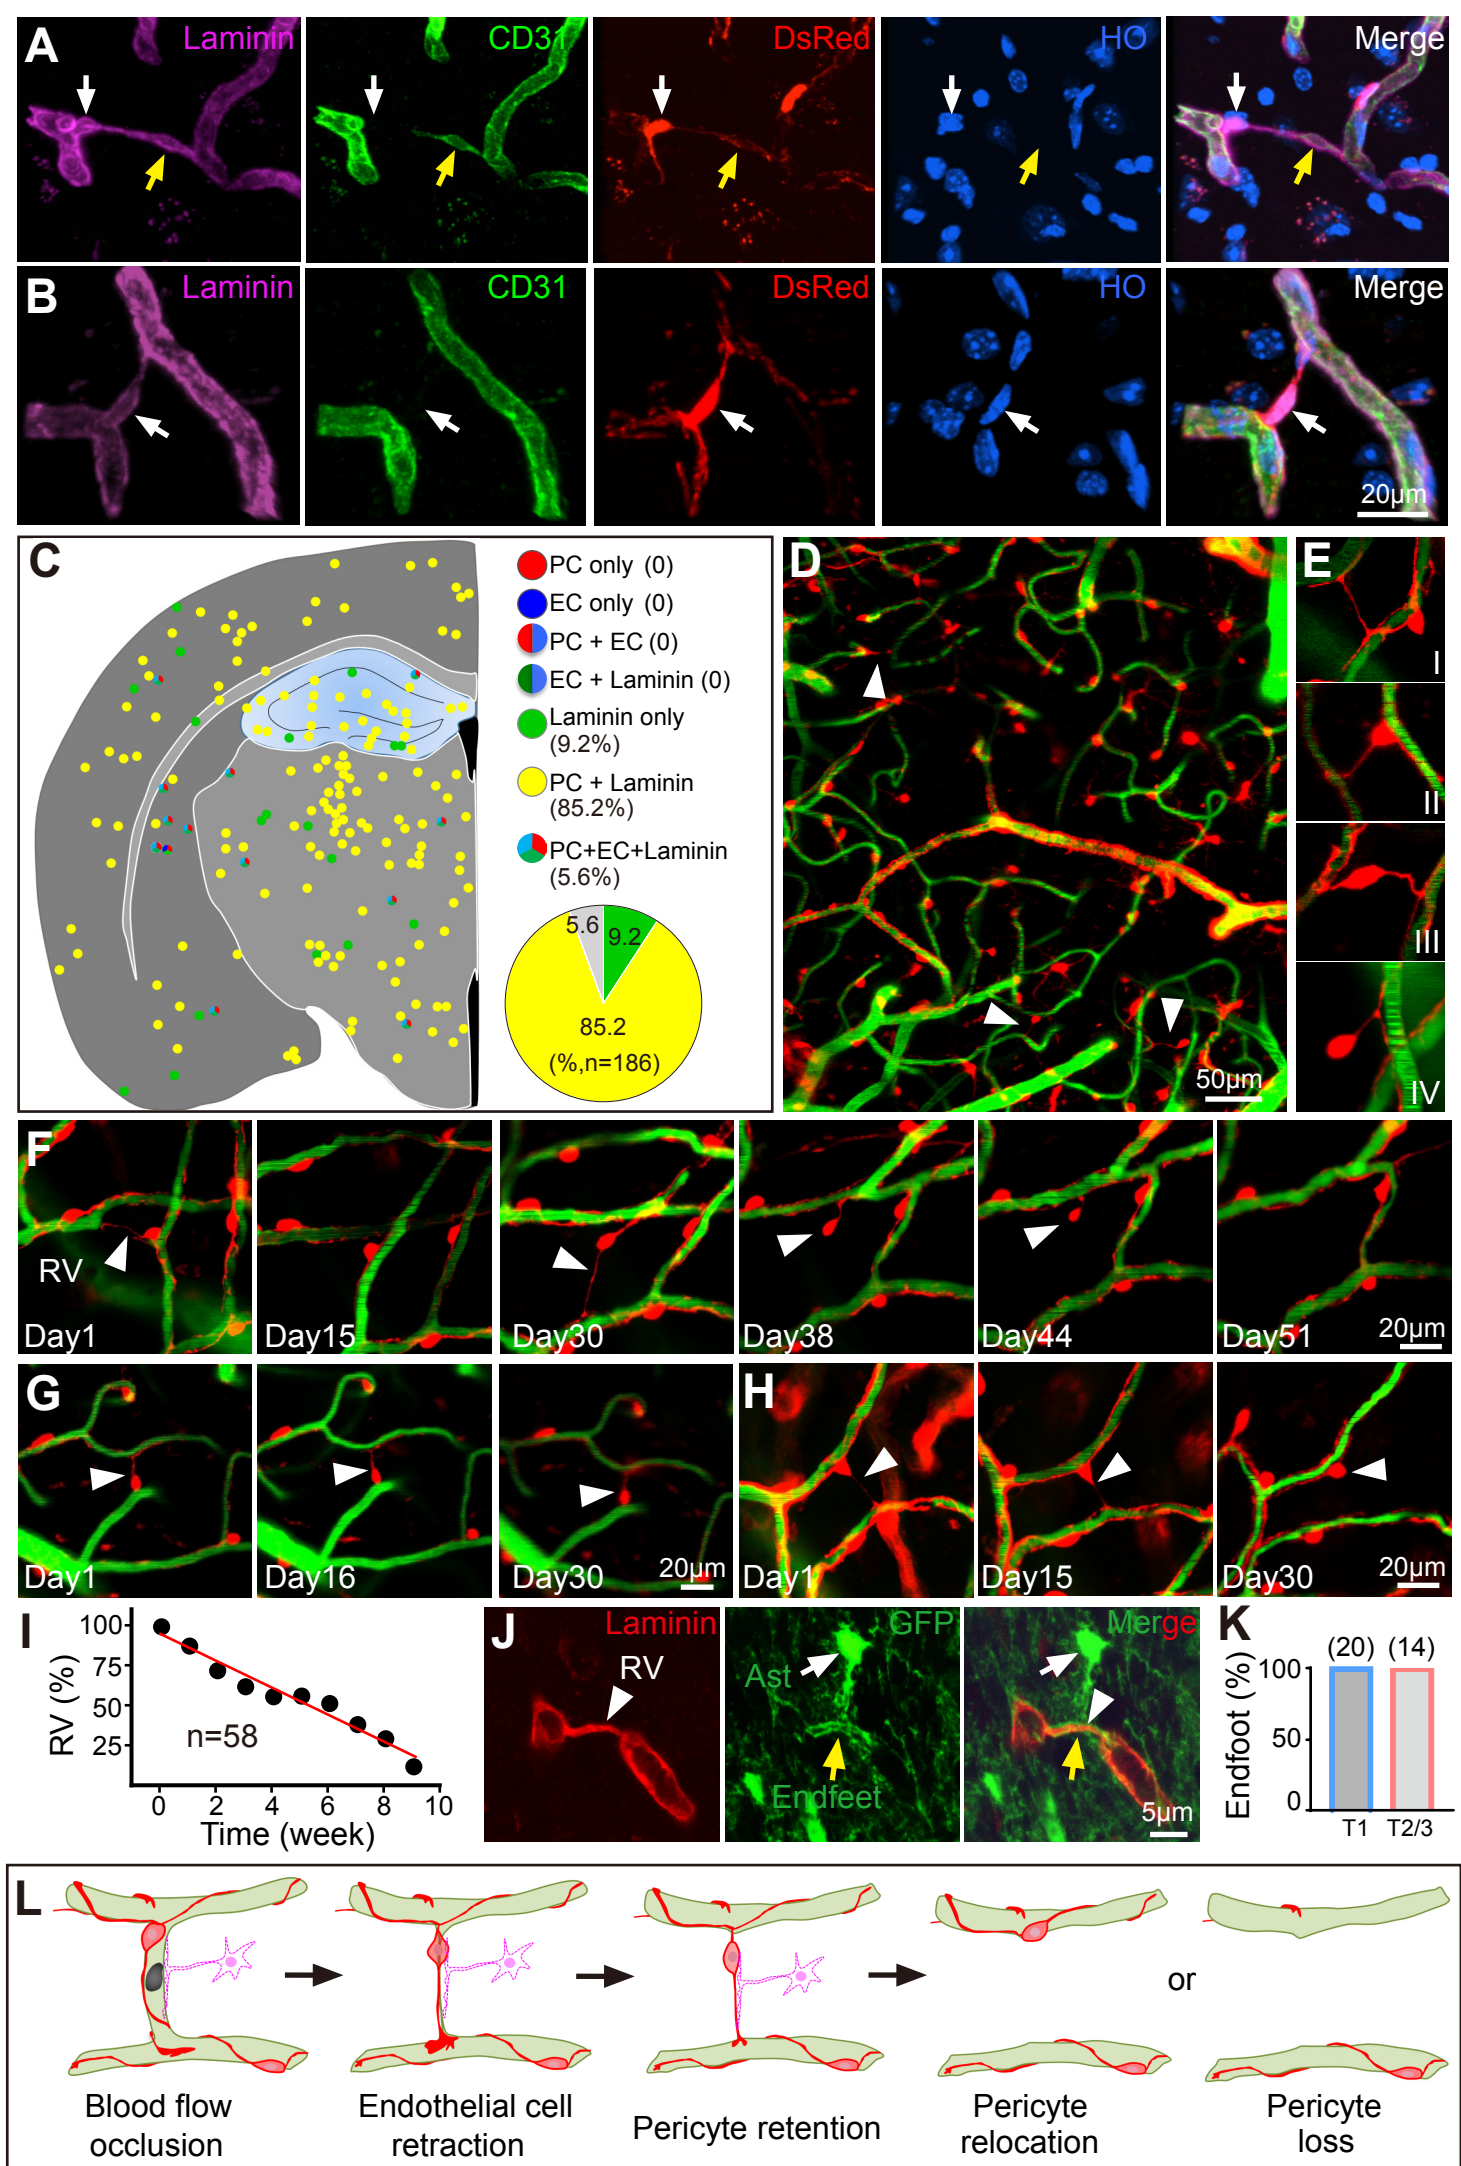 A
Laminin
CD31
DsRed
HO
Merge
B
Laminin
CD31
DsRed
HO
Merge
20µm
C
PC only (0)
EC only (0)
PC + EC (0)
EC + Laminin (0)
Laminin only
(9.2%)
PC + Laminin
(85.2%)
PC+EC+Laminin
(5.6%)
5.6
9.2
85.2
(%,n=186)
D
50µm
E
I
II
III
IV
F
RV
Day1
Day15
Day30
Day38
Day44
Day51
20µm
G
Day1
Day16
Day30
20µm
H
Day1
Day15
Day30
20µm
I
RV (%)
100
75
50
25
n=58
0 2 4 6 8 10
Time (week)
J
Laminin
RV
GFP
Ast
Endfeet
Merge
5µm
K
Endfoot (%)
(20) (14)
100
50
0
T1 T2/3
L
or
Blood flow
occlusion
Endothelial cell
retraction
Pericyte retention
Pericyte
relocation
Pericyte
loss